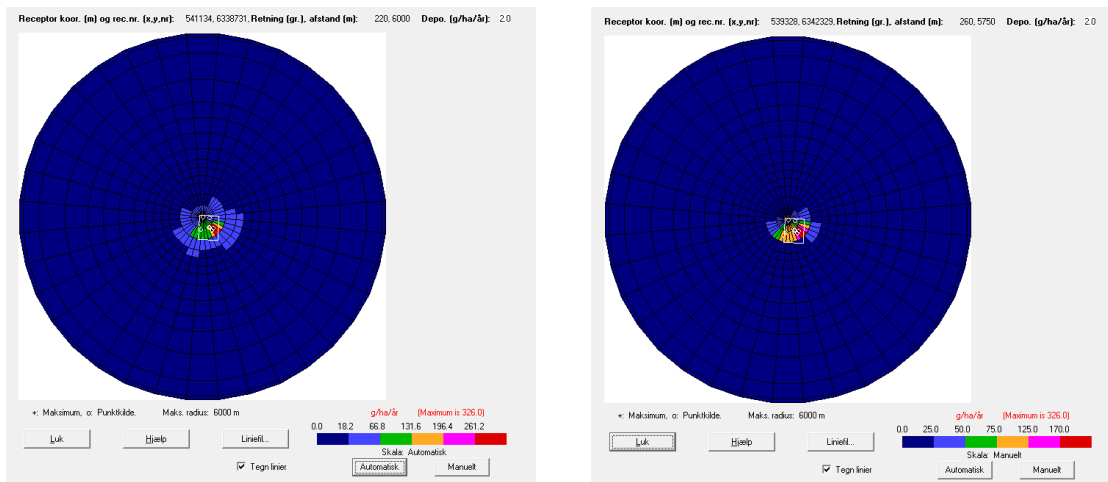 Receptor koor. (m) og rec.nr. (x,y,nr): 541134, 6338731, Retning (gr.), afstand (m): 220, 6000 Depo. (g/ha/år): 2.0
+: Maksimum, o: Punktkilde. Maks. radius: 6000 m
g/ha/år (Maximum is 326.0)
0.0 18.2 66.8 131.6 196.4 261.2
Luk Hjælp Liniefil...
Skala: Automatisk
Tegn linier Automatisk Manuelt
Receptor koor. (m) og rec.nr. (x,y,nr): 539328, 6342329, Retning (gr.), afstand (m): 260, 5750 Depo. (g/ha/år): 2.0
+: Maksimum, o: Punktkilde. Maks. radius: 6000 m
g/ha/år (Maximum is 326.0)
0.0 25.0 50.0 75.0 125.0 170.0
Luk Hjælp Liniefil...
Skala: Manuelt
Tegn linier Automatisk Manuelt